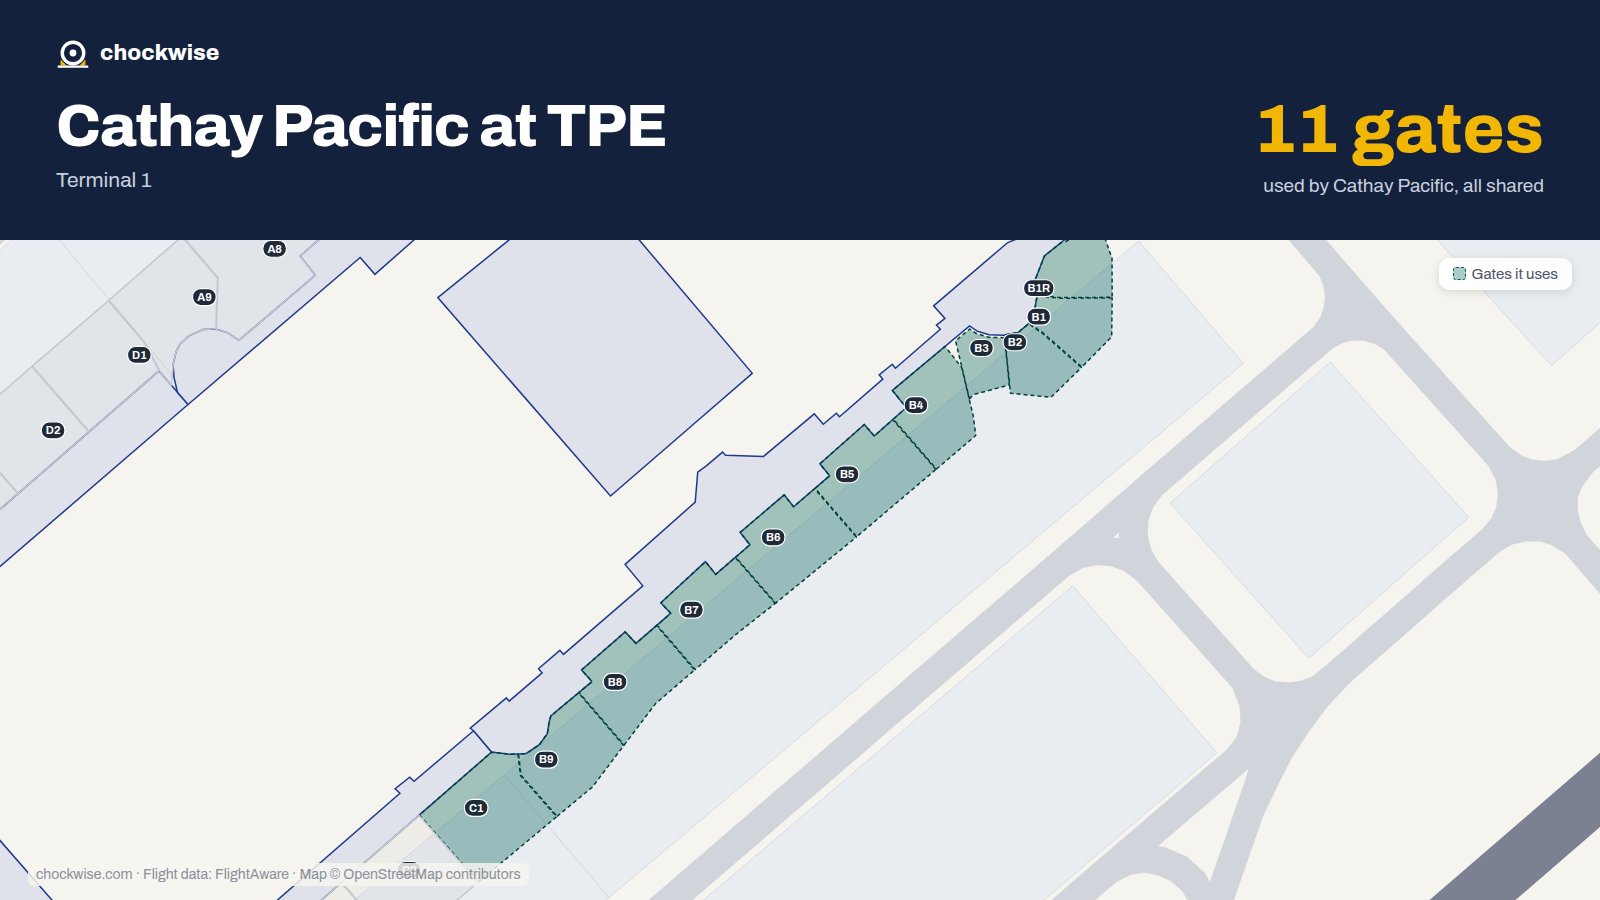 chockwise
Cathay Pacific at TPE
Terminal 1
11 gates
used by Cathay Pacific, all shared
Gates it uses
A8
A9
D1
D2
B1R
B1
B2
B3
B4
B5
B6
B7
B8
B9
C1
chockwise.com · Flight data: FlightAware · Map © OpenStreetMap contributors